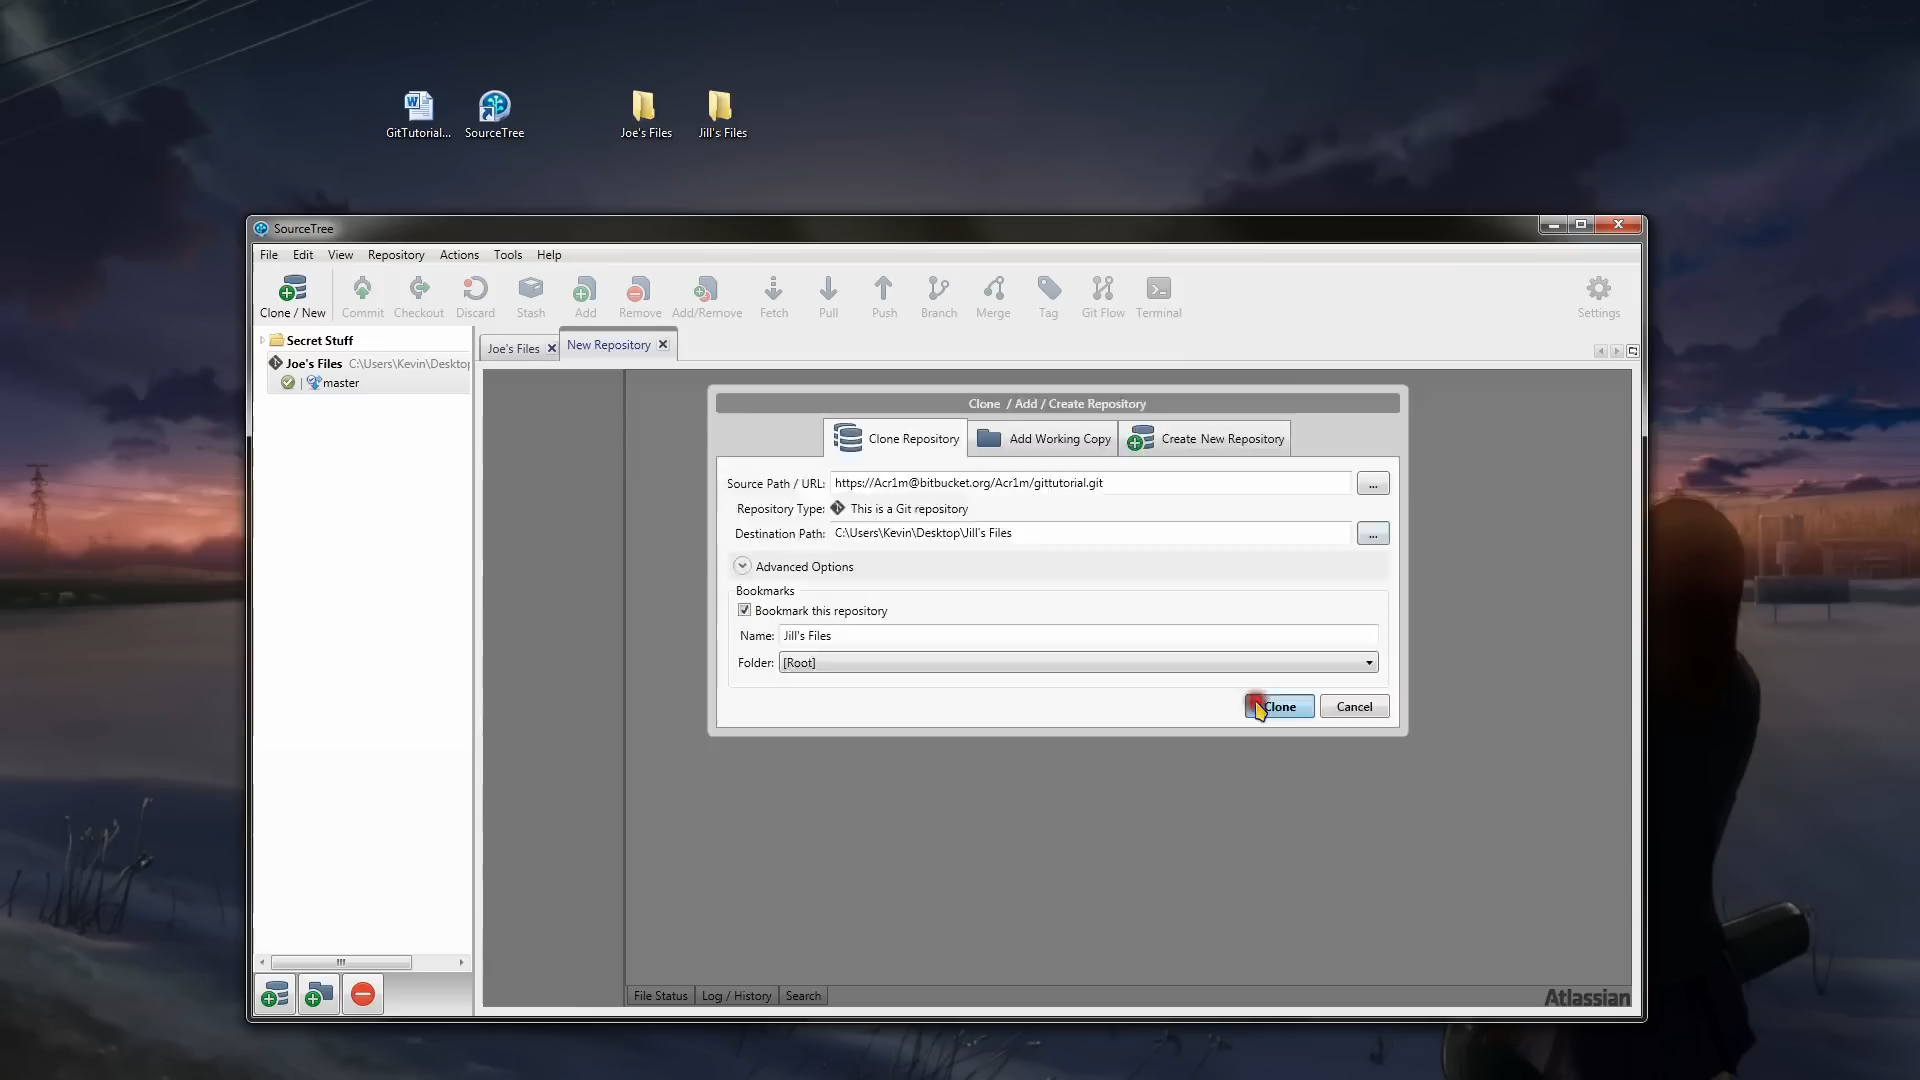 GitTutorial...
SourceTree
Joe's Files
Jill's Files
SourceTree
File Edit View Repository Actions Tools Help
Clone / New Commit Checkout Discard Stash Add Remove Add/Remove Fetch Pull Push Branch Merge Tag Git Flow Terminal Settings
Secret Stuff
Joe's Files C:\Users\Kevin\Desktop
master
Joe's Files
New Repository
Clone / Add / Create Repository
Clone Repository
Add Working Copy
Create New Repository
Source Path / URL: https://Acr1m@bitbucket.org/Acr1m/gittutorial.git ...
Repository Type: This is a Git repository
Destination Path: C:\Users\Kevin\Desktop\Jill's Files ...
Advanced Options
Bookmarks
Bookmark this repository
Name: Jill's Files
Folder: [Root]
Clone Cancel
File Status Log / History Search
Atlassian